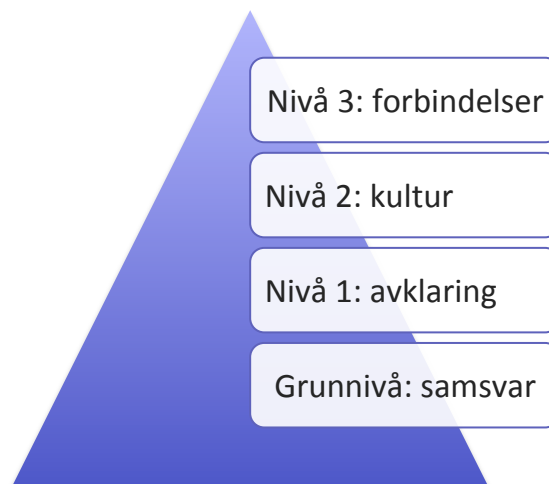 Nivå 3: forbindelser
Nivå 2: kultur
Nivå 1: avklaring
Grunnivå: samsvar